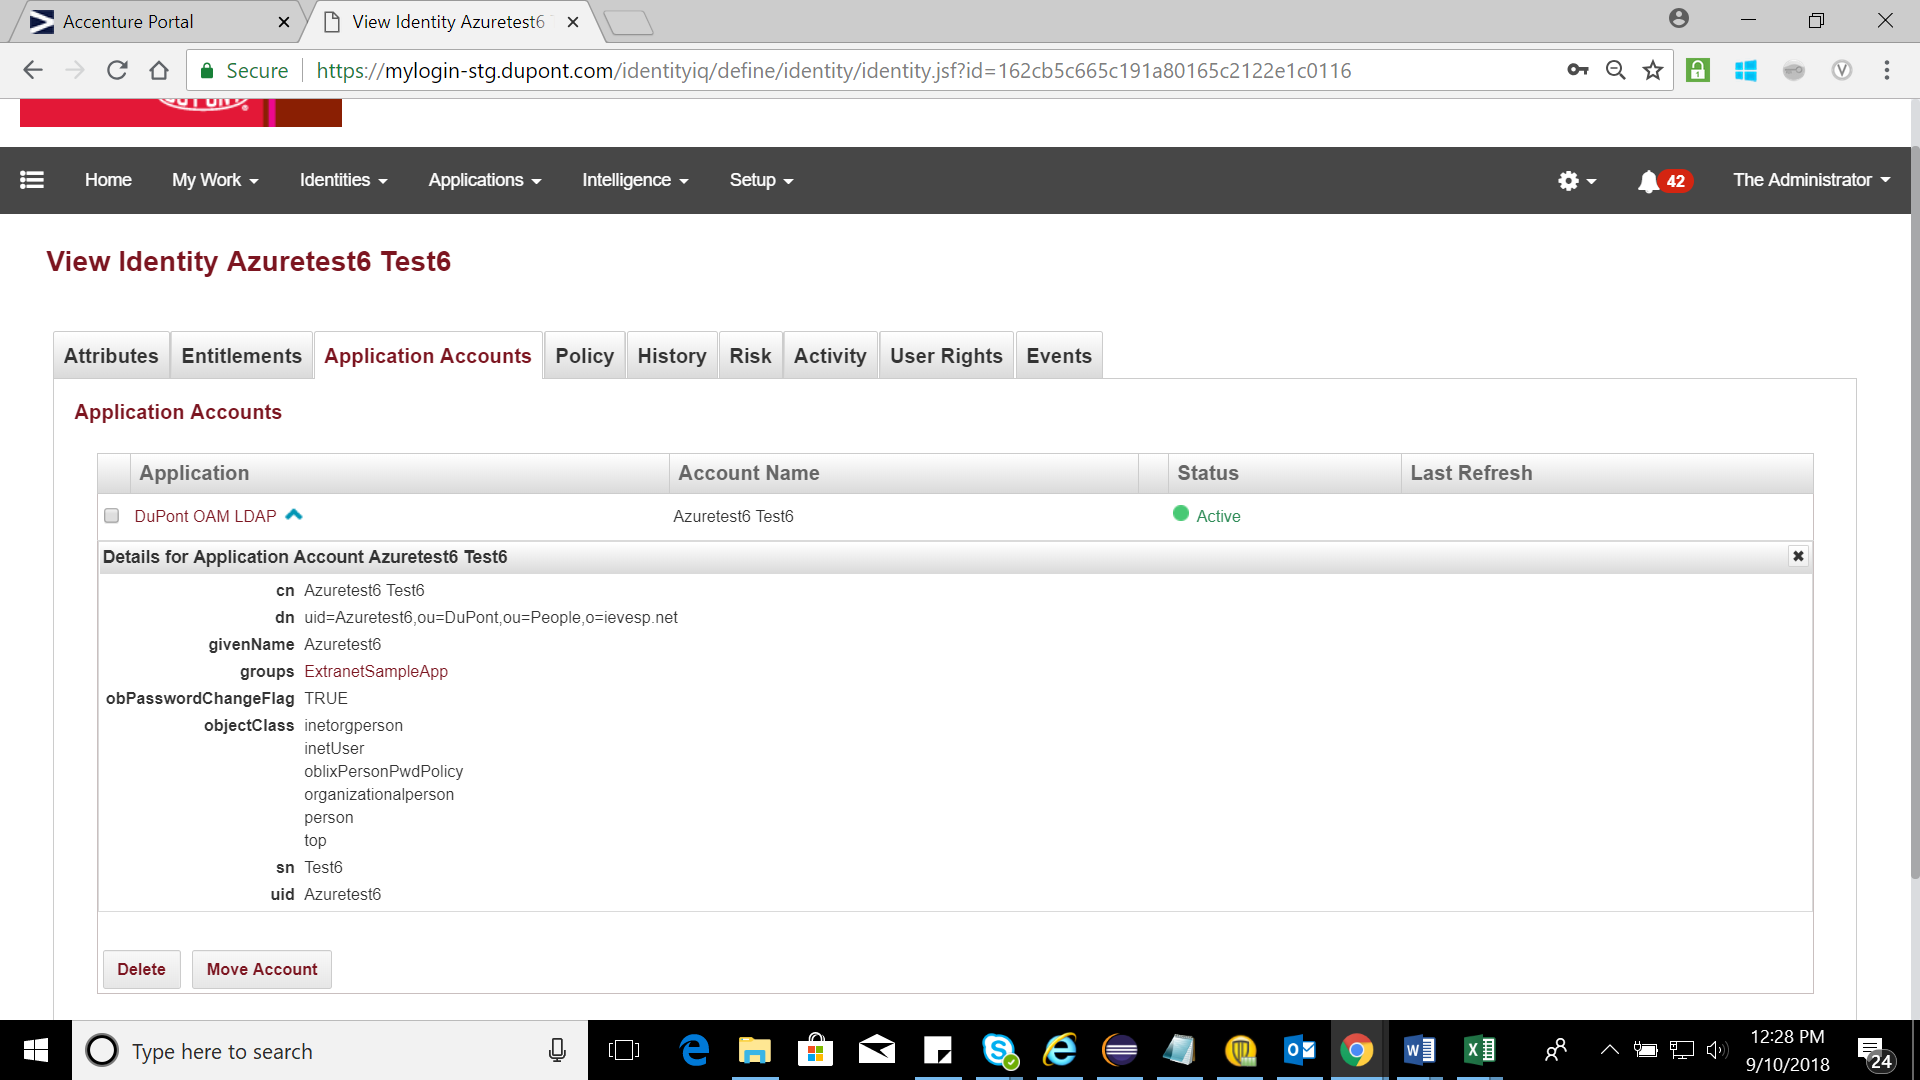 Accenture Portal
View Identity Azuretest6
Secure
https://mylogin-stg.dupont.com/identityiq/define/identity/identity.jsf?id=162cb5c665c191a80165c2122e1c0116
Home My Work Identities Applications Intelligence Setup 42 The Administrator
View Identity Azuretest6 Test6
Attributes Entitlements Application Accounts Policy History Risk Activity User Rights Events
Application Accounts
Application Account Name Status Last Refresh
DuPont OAM LDAP Azuretest6 Test6 Active
Details for Application Account Azuretest6 Test6
cn Azuretest6 Test6
dn uid=Azuretest6,ou=DuPont,ou=People,o=ievesp.net
givenName Azuretest6
groups ExtranetSampleApp
obPasswordChangeFlag TRUE
objectClass inetorgperson
inetUser
oblixPersonPwdPolicy
organizationalperson
person
top
sn Test6
uid Azuretest6
Delete Move Account
Type here to search
12:28 PM
9/10/2018
24